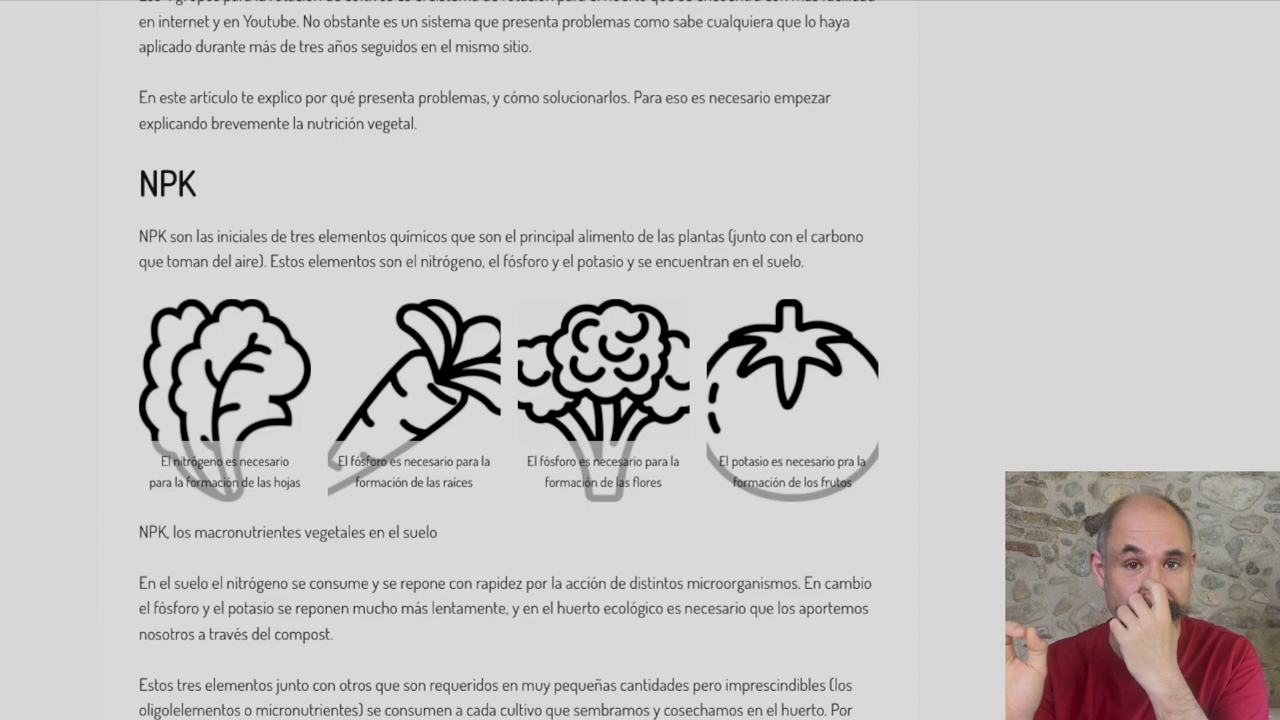 en internet y en Youtube. No obstante es un sistema que presenta problemas como sabe cualquiera que lo haya
aplicado durante más de tres años seguidos en el mismo sitio.
En este artículo te explico por qué presenta problemas, y cómo solucionarlos. Para eso es necesario empezar
explicando brevemente la nutrición vegetal.
NPK
NPK son las iniciales de tres elementos químicos que son el principal alimento de las plantas (junto con el carbono
que toman del aire). Estos elementos son el nitrógeno, el fósforo y el potasio y se encuentran en el suelo.
El nitrógeno es necesario
para la formación de las hojas
El fósforo es necesario para la
formación de las raíces
El fósforo es necesario para la
formación de las flores
El potasio es necesario pra la
formación de los frutos
NPK, los macronutrientes vegetales en el suelo
En el suelo el nitrógeno se consume y se repone con rapidez por la acción de distintos microorganismos. En cambio
el fósforo y el potasio se reponen mucho más lentamente, y en el huerto ecológico es necesario que los aportemos
nosotros a través del compost.
Estos tres elementos junto con otros que son requeridos en muy pequeñas cantidades pero imprescindibles (los
oligolelementos o micronutrientes) se consumen a cada cultivo que sembramos y cosechamos en el huerto. Por